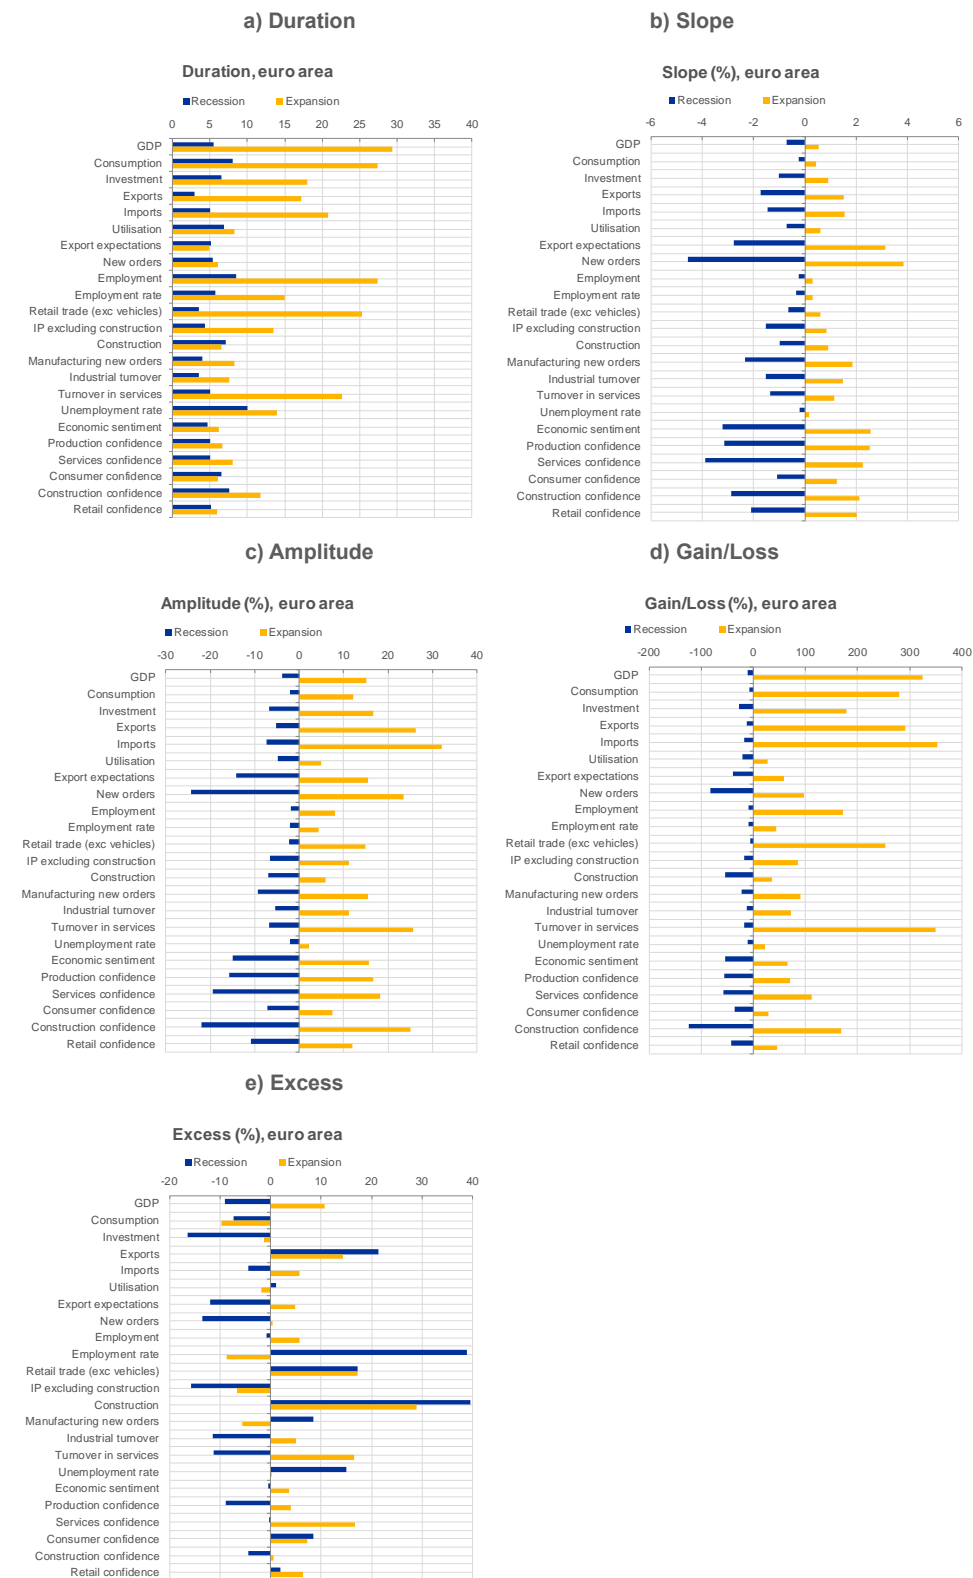 a) Duration
b) Slope
Duration, euro area
Slope (%), euro area
Recession Expansion
Recession Expansion
0 5 10 15 20 25 30 35 40
-6 -4 -2 0 2 4 6
GDP
Consumption
Investment
Exports
Imports
Utilisation
Export expectations
New orders
Employment
Employment rate
Retail trade (exc vehicles)
IP excluding construction
Construction
Manufacturing new orders
Industrial turnover
Turnover in services
Unemployment rate
Economic sentiment
Production confidence
Services confidence
Consumer confidence
Construction confidence
Retail confidence
GDP
Consumption
Investment
Exports
Imports
Utilisation
Export expectations
New orders
Employment
Employment rate
Retail trade (exc vehicles)
IP excluding construction
Construction
Manufacturing new orders
Industrial turnover
Turnover in services
Unemployment rate
Economic sentiment
Production confidence
Services confidence
Consumer confidence
Construction confidence
Retail confidence
c) Amplitude
d) Gain/Loss
Amplitude (%), euro area
Gain/Loss (%), euro area
Recession Expansion
Recession Expansion
-30 -20 -10 0 10 20 30 40
-200 -100 0 100 200 300 400
GDP
Consumption
Investment
Exports
Imports
Utilisation
Export expectations
New orders
Employment
Employment rate
Retail trade (exc vehicles)
IP excluding construction
Construction
Manufacturing new orders
Industrial turnover
Turnover in services
Unemployment rate
Economic sentiment
Production confidence
Services confidence
Consumer confidence
Construction confidence
Retail confidence
GDP
Consumption
Investment
Exports
Imports
Utilisation
Export expectations
New orders
Employment
Employment rate
Retail trade (exc vehicles)
IP excluding construction
Construction
Manufacturing new orders
Industrial turnover
Turnover in services
Unemployment rate
Economic sentiment
Production confidence
Services confidence
Consumer confidence
Construction confidence
Retail confidence
e) Excess
Excess (%), euro area
Recession Expansion
-20 -10 0 10 20 30 40
GDP
Consumption
Investment
Exports
Imports
Utilisation
Export expectations
New orders
Employment
Employment rate
Retail trade (exc vehicles)
IP excluding construction
Construction
Manufacturing new orders
Industrial turnover
Turnover in services
Unemployment rate
Economic sentiment
Production confidence
Services confidence
Consumer confidence
Construction confidence
Retail confidence